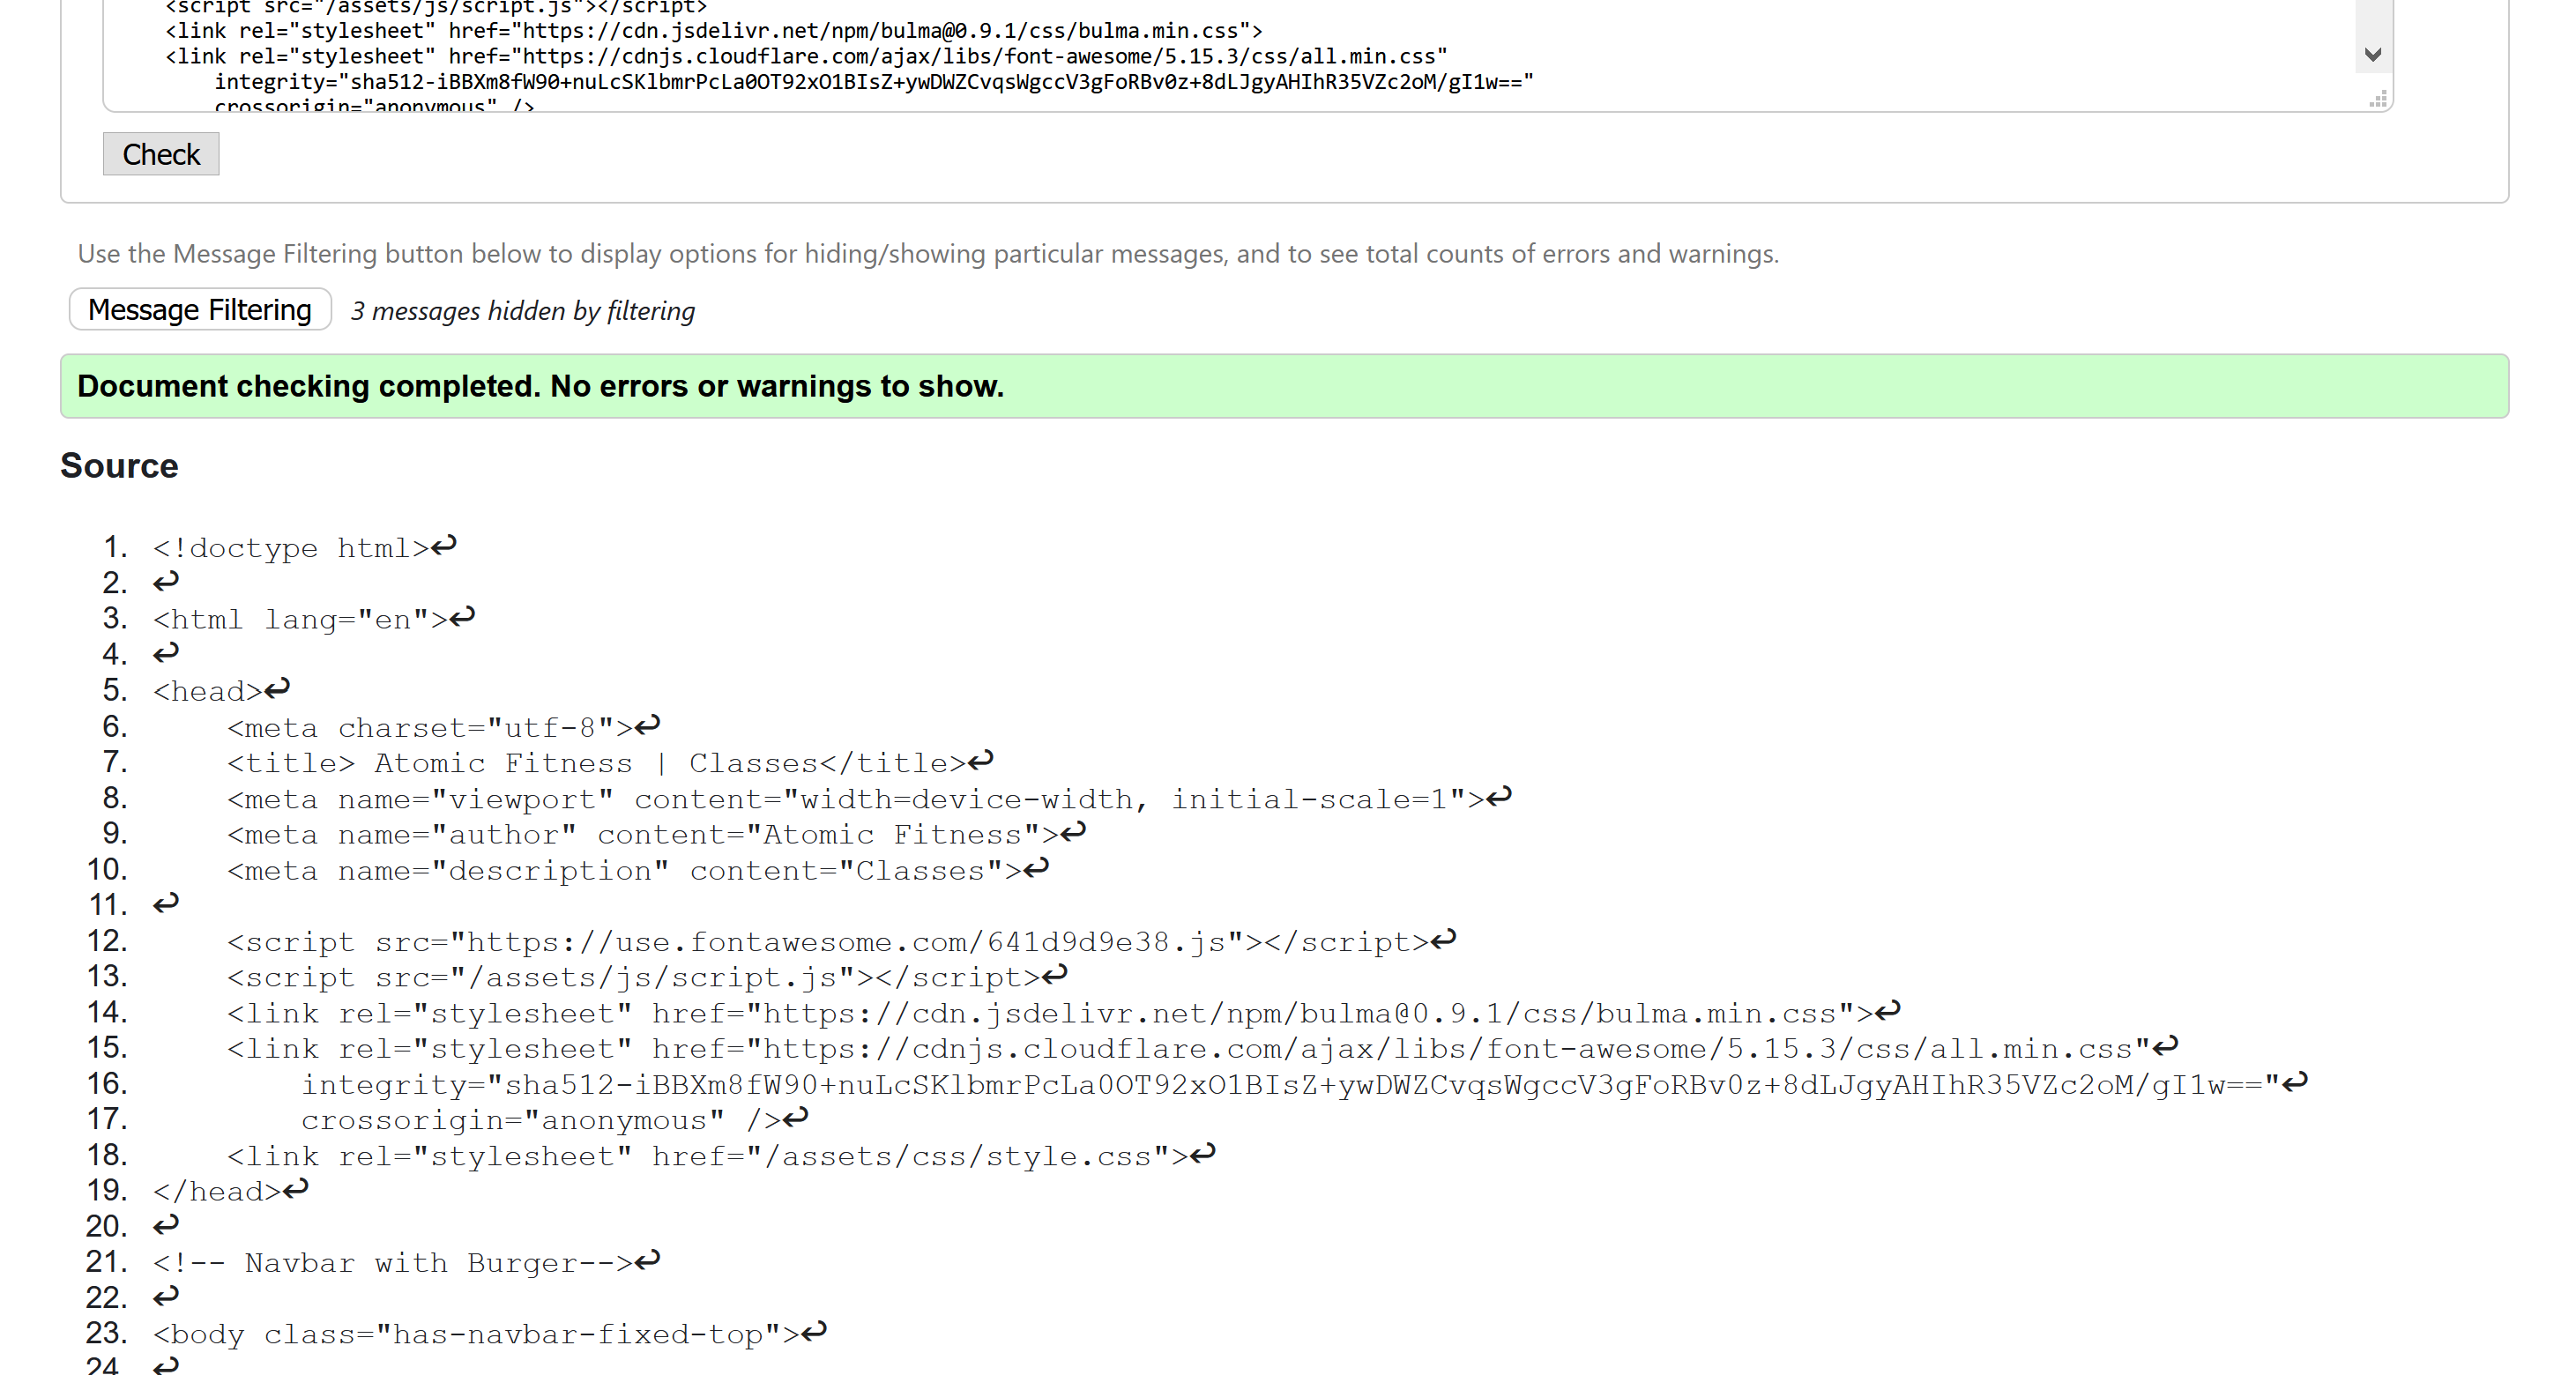 <script src="/assets/js/script.js"></script>
<link rel="stylesheet" href="https://cdn.jsdelivr.net/npm/bulma@0.9.1/css/bulma.min.css">
<link rel="stylesheet" href="https://cdnjs.cloudflare.com/ajax/libs/font-awesome/5.15.3/css/all.min.css"
integrity="sha512-iBBXm8fW90+nuLcSKlbmrPcLa0OT92xO1BIsZ+ywDWZCvqsWgccV3gFoRBv0z+8dLJgyAHIhR35VZc2oM/gI1w=="
crossorigin="anonymous" />
Check
Use the Message Filtering button below to display options for hiding/showing particular messages, and to see total counts of errors and warnings.
Message Filtering 3 messages hidden by filtering
Document checking completed. No errors or warnings to show.
Source
1. <!doctype html>↩
2. ↩
3. <html lang="en">↩
4. ↩
5. <head>↩
6. <meta charset="utf-8">↩
7. <title> Atomic Fitness | Classes</title>↩
8. <meta name="viewport" content="width=device-width, initial-scale=1">↩
9. <meta name="author" content="Atomic Fitness">↩
10. <meta name="description" content="Classes">↩
11. ↩
12. <script src="https://use.fontawesome.com/641d9d9e38.js"></script>↩
13. <script src="/assets/js/script.js"></script>↩
14. <link rel="stylesheet" href="https://cdn.jsdelivr.net/npm/bulma@0.9.1/css/bulma.min.css">↩
15. <link rel="stylesheet" href="https://cdnjs.cloudflare.com/ajax/libs/font-awesome/5.15.3/css/all.min.css"↩
16. integrity="sha512-iBBXm8fW90+nuLcSKlbmrPcLa0OT92xO1BIsZ+ywDWZCvqsWgccV3gFoRBv0z+8dLJgyAHIhR35VZc2oM/gI1w=="↩
17. crossorigin="anonymous" />↩
18. <link rel="stylesheet" href="/assets/css/style.css">↩
19. </head>↩
20. ↩
21. <!-- Navbar with Burger-->↩
22. ↩
23. <body class="has-navbar-fixed-top">↩
24. ↩